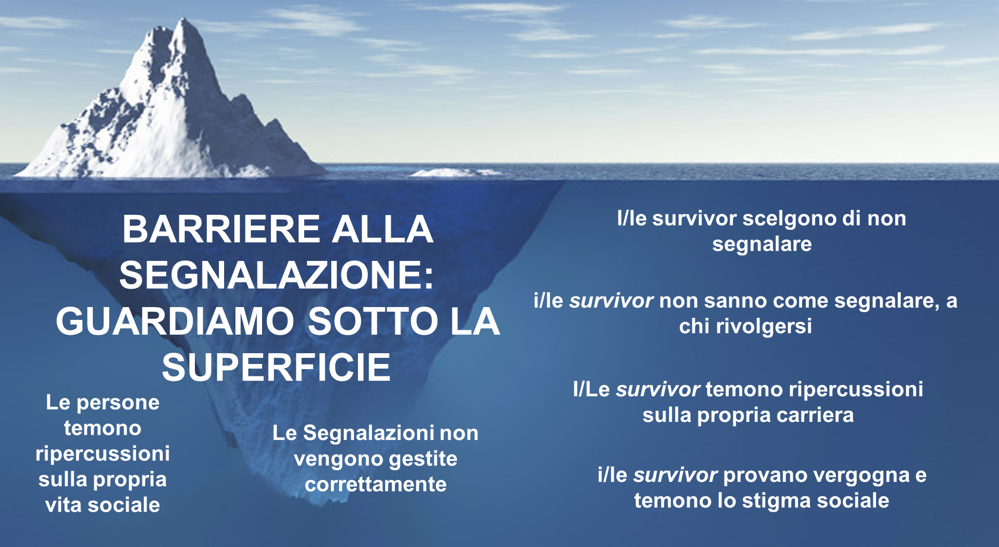 BARRIERE ALLA
SEGNALAZIONE:
GUARDIAMO SOTTO LA
SUPERFICIE
Le persone
temono
ripercussioni
sulla propria
vita sociale
Le Segnalazioni non
vengono gestite
correttamente
I/le survivor scelgono di non
segnalare
i/le survivor non sanno come segnalare, a
chi rivolgersi
I/Le survivor temono ripercussioni
sulla propria carriera
i/le survivor provano vergogna e
temono lo stigma sociale